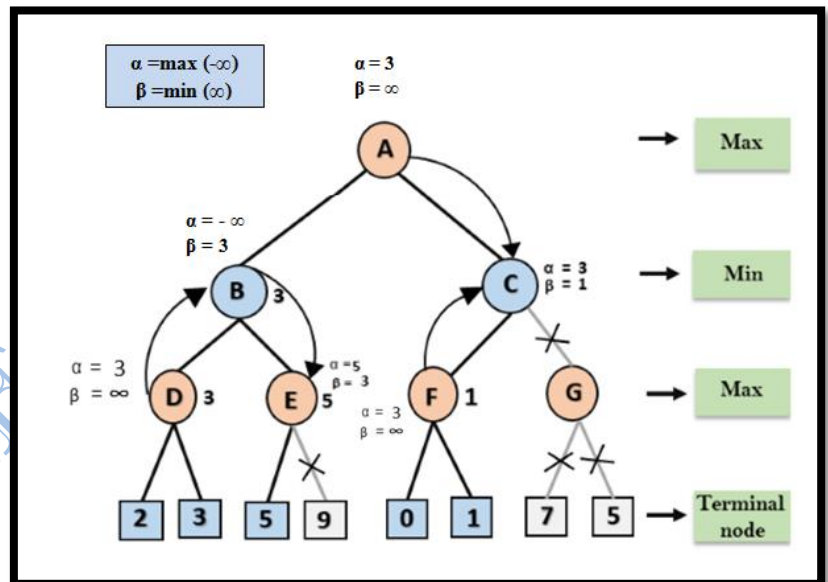 α =max (-∞)
β =min (∞)
α = 3
β = ∞
A
Max
α = - ∞
β = 3
B
3
C
α = 3
β = 1
Min
α = 3
β = ∞
D
3
E
5
α =5
β = 3
F
1
α = 3
β = ∞
G
Max
2
3
5
9
0
1
7
5
Terminal
node